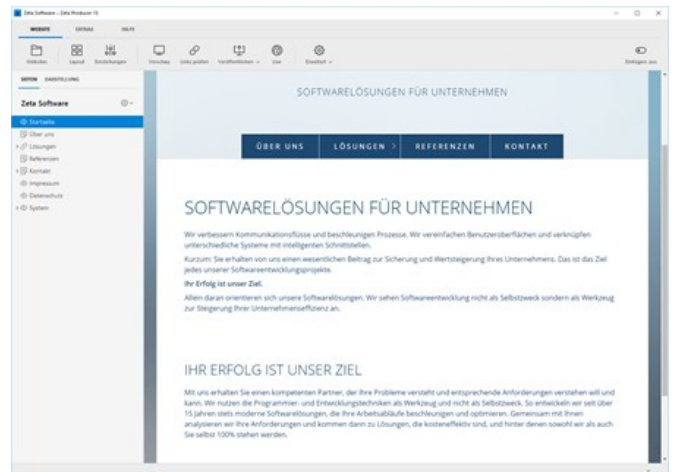 Zeta Software – Zeta Producer 15
WEBSITE EXTRAS HILFE
Websites Layout Einstellungen Vorschau Links prüfen Veröffentlichen Live Erweitert Einfügen aus
SEITEN DARSTELLUNG
Zeta Software
Startseite
Über uns
Lösungen
Referenzen
Kontakt
Impressum
Datenschutz
System
SOFTWARELÖSUNGEN FÜR UNTERNEHMEN
ÜBER UNS LÖSUNGEN > REFERENZEN KONTAKT
SOFTWARELÖSUNGEN FÜR UNTERNEHMEN
Wir verbessern Kommunikationsflüsse und beschleunigen Prozesse. Wir vereinfachen Benutzeroberflächen und verknüpfen
unterschiedliche Systeme mit intelligenten Schnittstellen.
Kurzum: Sie erhalten von uns einen wesentlichen Beitrag zur Sicherung und Wertsteigerung Ihres Unternehmens. Das ist das Ziel
jedes unserer Softwareentwicklungsprojekte.
Ihr Erfolg ist unser Ziel.
Allein daran orientieren sich unsere Softwarelösungen. Wir sehen Softwareentwicklung nicht als Selbstzweck sondern als Werkzeug
zur Steigerung Ihrer Unternehmenseffizienz an.
IHR ERFOLG IST UNSER ZIEL
Mit uns erhalten Sie einen kompetenten Partner, der Ihre Probleme versteht und entsprechende Anforderungen verstehen will und
kann. Wir nutzen die Programmier- und Entwicklungstechniken als Werkzeug und nicht als Selbstzweck. So entwickeln wir seit über
15 Jahren stets moderne Softwarelösungen, die Ihre Arbeitsabläufe beschleunigen und optimieren. Gemeinsam mit Ihnen
analysieren wir Ihre Anforderungen und kommen dann zu Lösungen, die kosteneffektiv sind, und hinter denen sowohl wir als auch
Sie selbst 100% stehen werden.